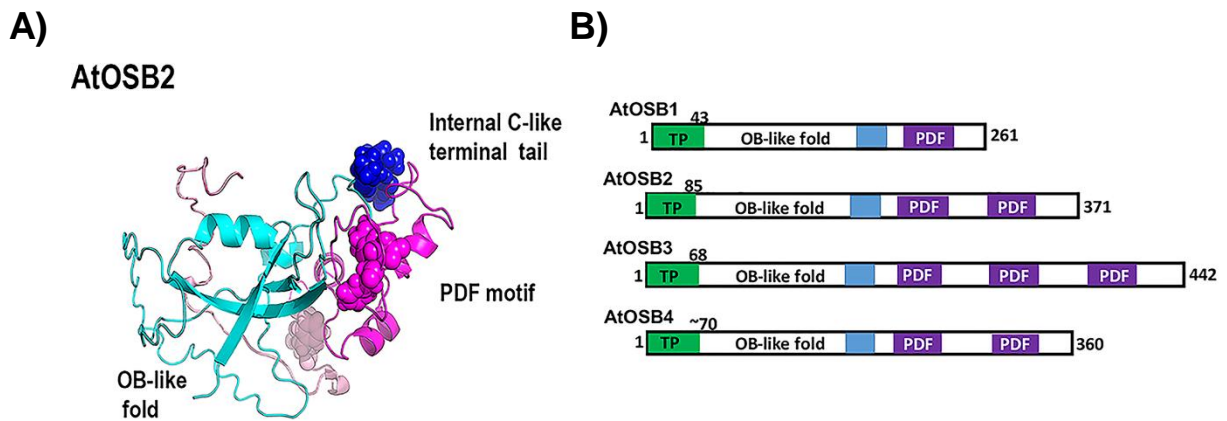 A)
AtOSB2
Internal C-like
terminal tail
PDF motif
OB-like
fold
B)
AtOSB1
43
1 TP OB-like fold PDF 261
AtOSB2
85
1 TP OB-like fold PDF PDF 371
AtOSB3
68
1 TP OB-like fold PDF PDF PDF 442
AtOSB4
~70
1 TP OB-like fold PDF PDF 360